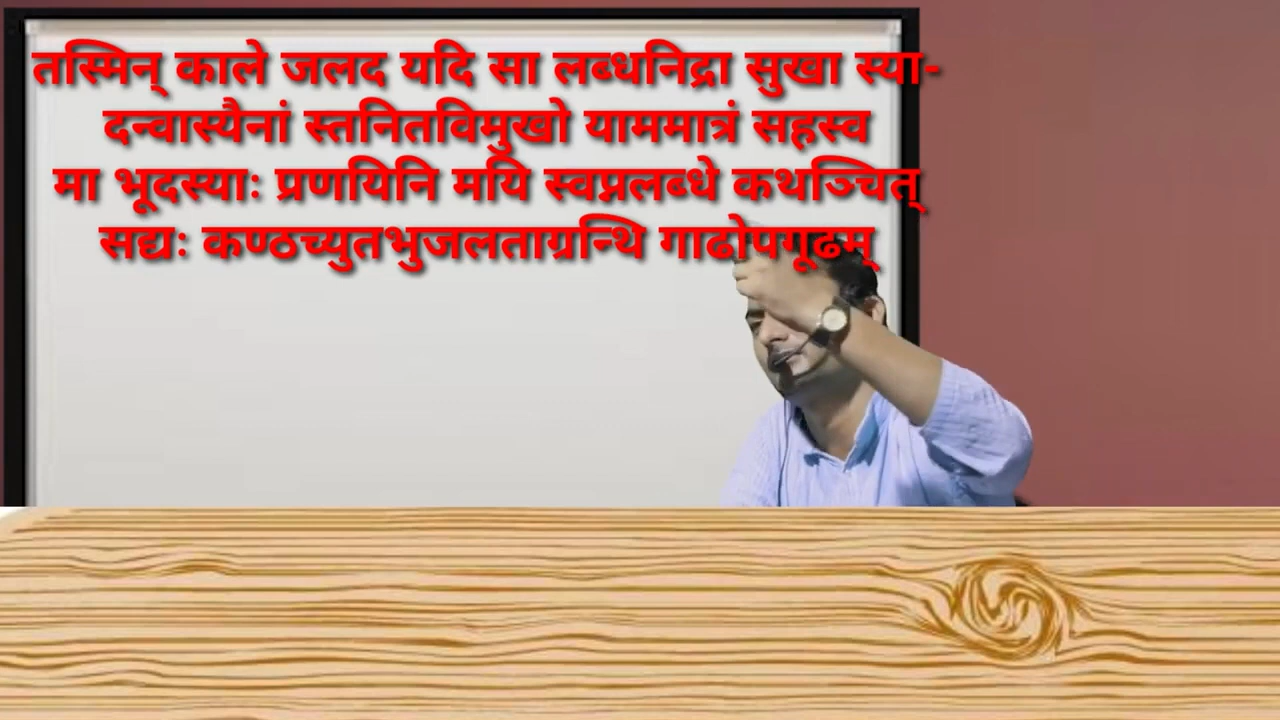 तस्मिन् काले जलद यदि सा लब्धनिद्रा सुखा स्या-
दन्वास्यैनां स्तनितविमुखो याममात्रं सहस्व
मा भूदस्याः प्रणयिनि मयि स्वप्नलब्धे कथञ्चित्
सद्यः कण्ठच्युतभुजलताग्रन्थि गाढोपगूढम्